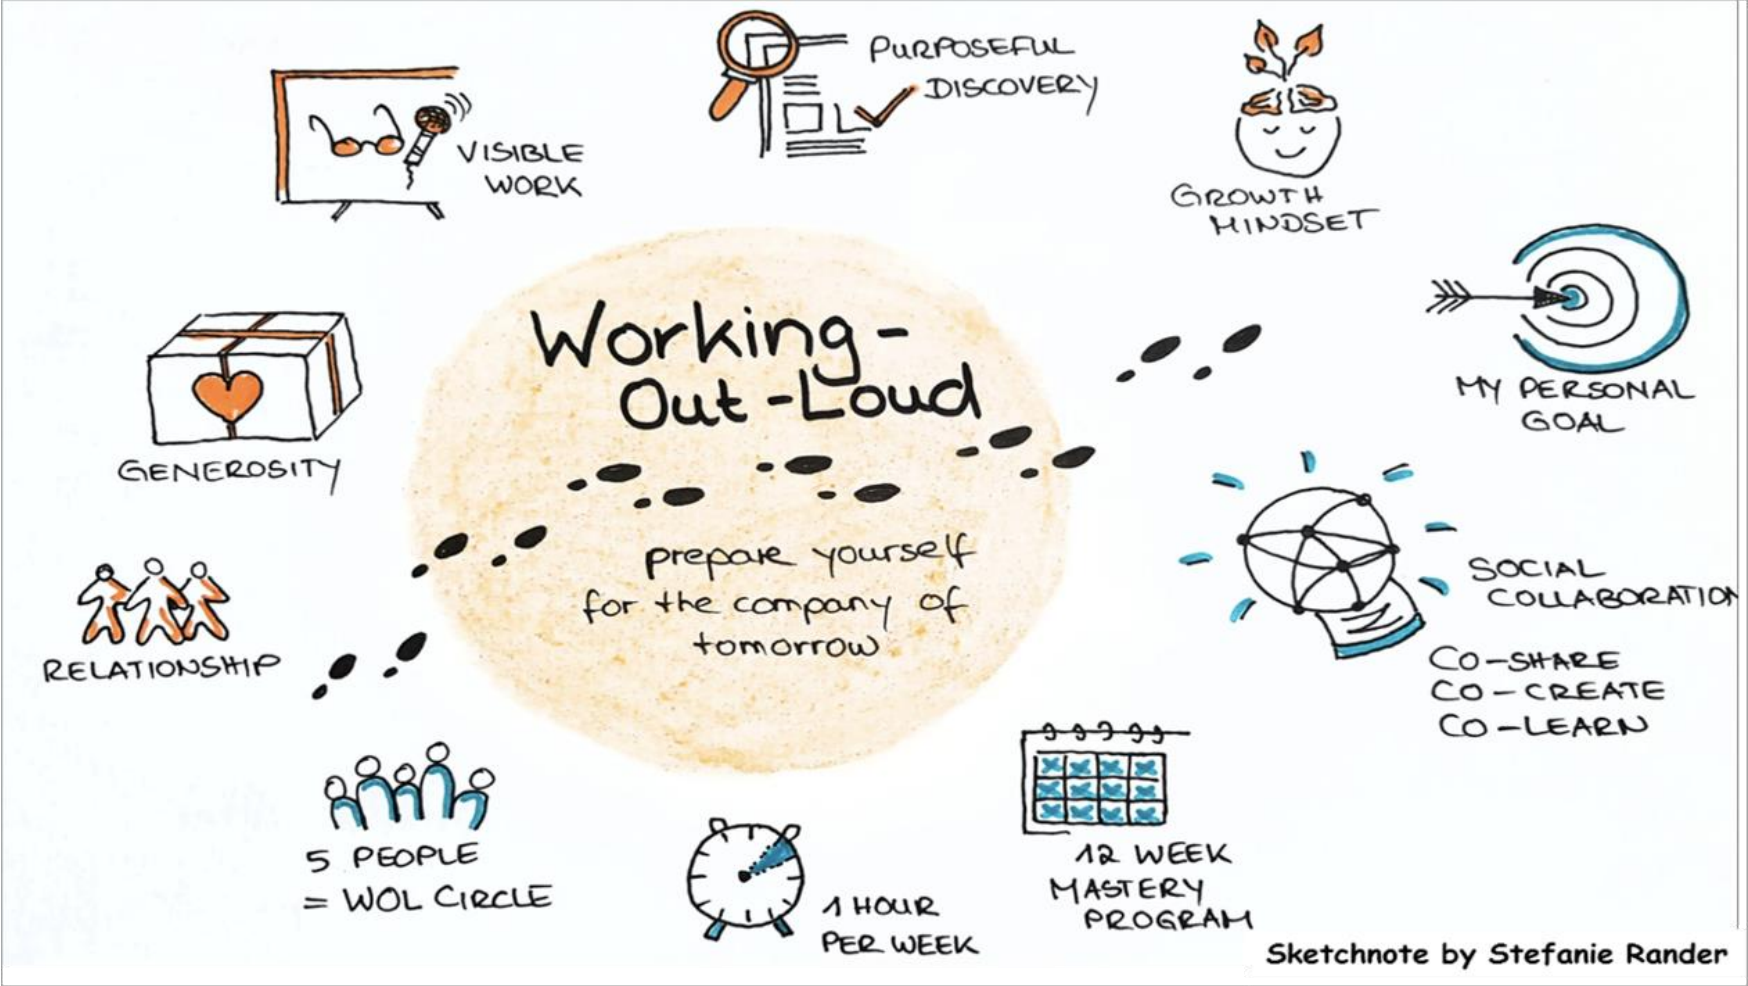 VISIBLE
WORK
PURPOSEFUL
DISCOVERY
GROWTH
MINDSET
Working-
Out-Loud
prepare yourself
for the company of
tomorrow
MY PERSONAL
GOAL
GENEROSITY
SOCIAL
COLLABORATION
CO-SHARE
CO-CREATE
CO-LEARN
RELATIONSHIP
5 PEOPLE
= WOL CIRCLE
1 HOUR
PER WEEK
12 WEEK
MASTERY
PROGRAM
Sketchnote by Stefanie Rander